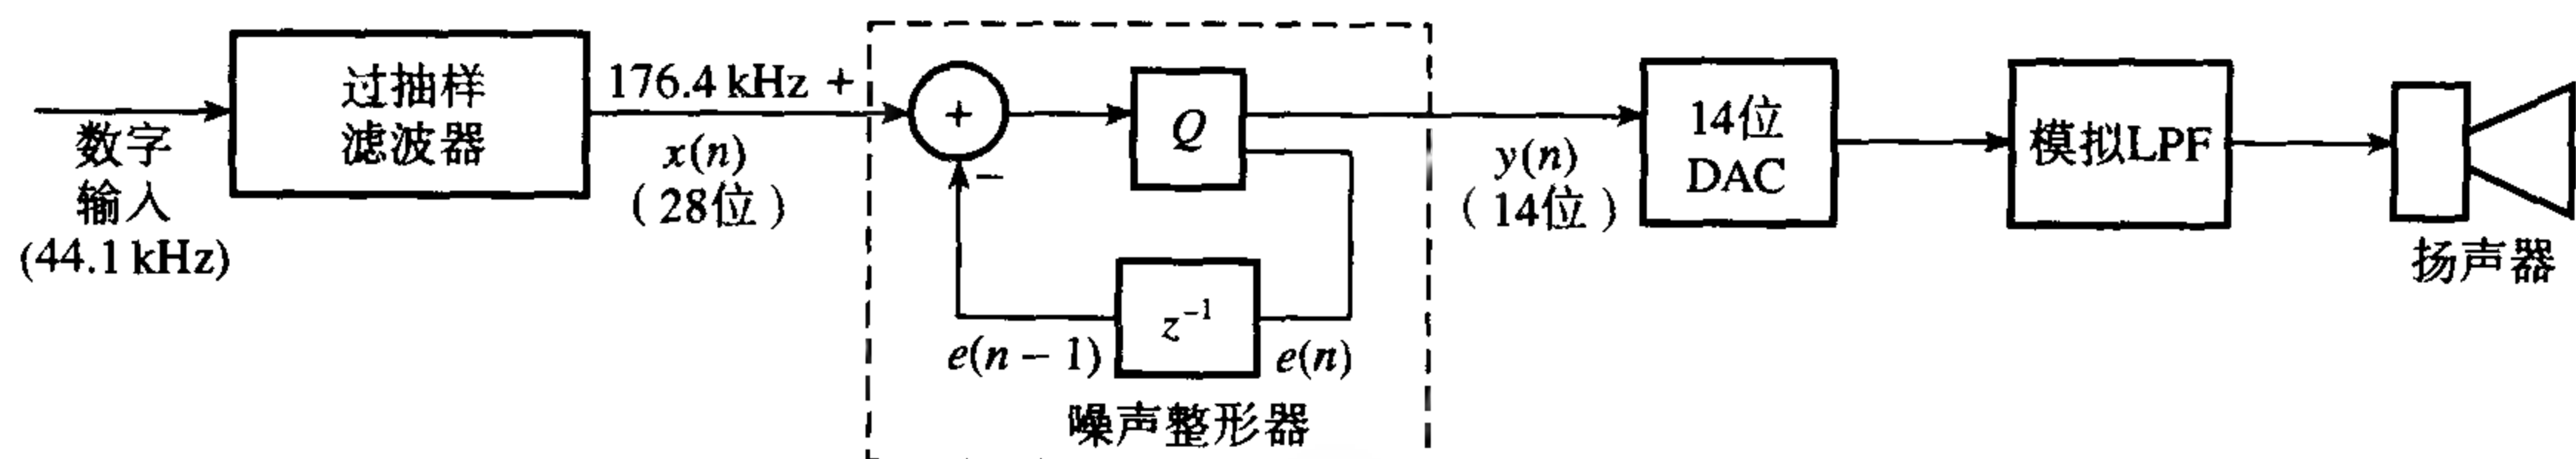 数字
输入
(44.1 kHz)
过抽样
滤波器
176.4 kHz +
x(n)
(28位)
+
−
Q
z⁻¹
e(n − 1)
e(n)
噪声整形器
y(n)
(14位)
14位
DAC
模拟LPF
扬声器